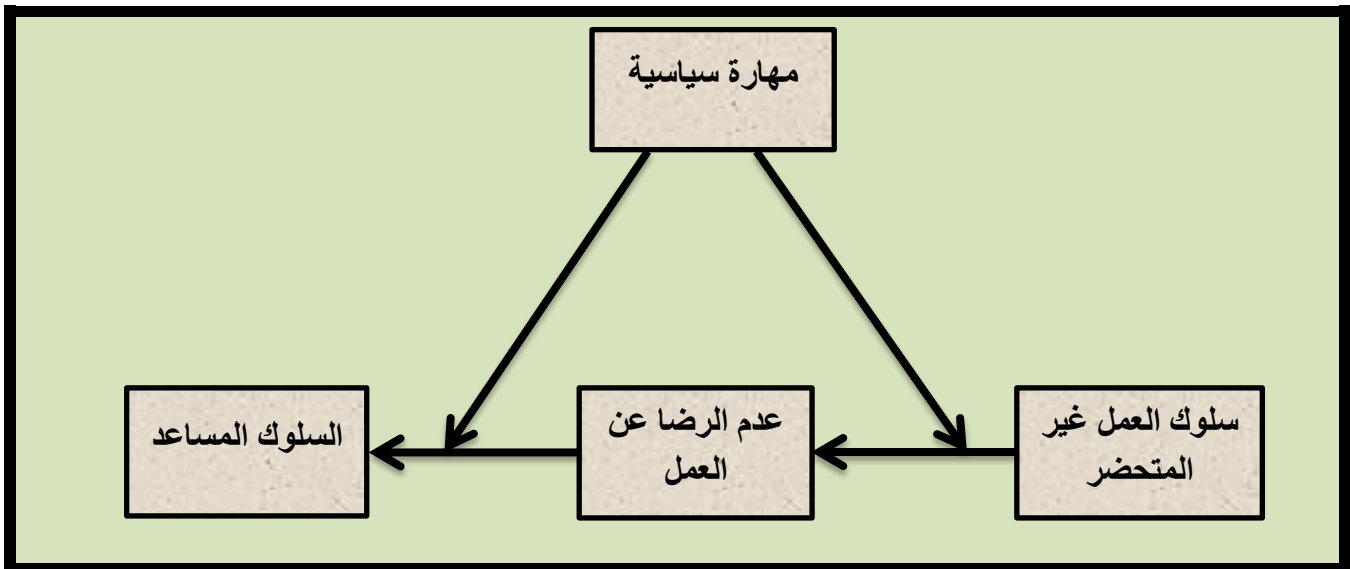 مهارة سياسية
سلوك العمل غير
المتحضر
عدم الرضا عن
العمل
السلوك المساعد